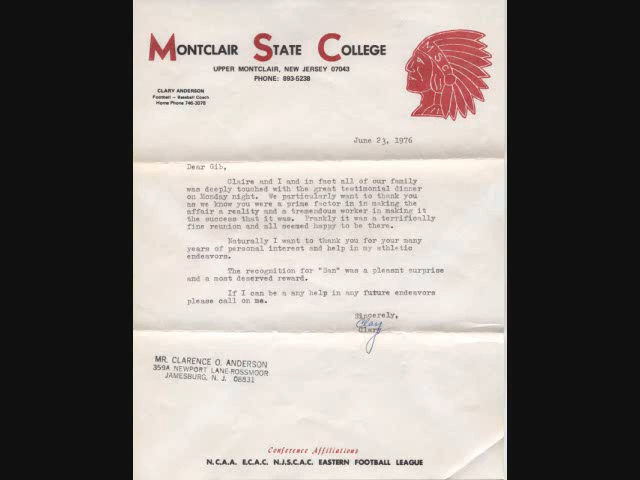 MONTCLAIR STATE COLLEGE
UPPER MONTCLAIR, NEW JERSEY 07043
PHONE: 893-5238
CLARY ANDERSON
Football — Baseball Coach
Home Phone 746-3076
June 23, 1976
Dear Gib,
Claire and I and in fact all of our family
was deeply touched with the great testimonial dinner
on Monday night. We particularly want to thank you
as we know you were a prime factor in in making the
affair a reality and a tremendous worker in making it
the success that it was. Frankly it was a terrifically
fine reunion and all seemed happy to be there.
Naturally I want to thank you for your many
years of personal interest and help in my athletic
endeavors.
The recognition for "San" was a pleasnt surprise
and a most deserved reward.
If I can be a any help in any future endeavors
please call on me.
Sincerely,
Clary
Clary
MR. CLARENCE O. ANDERSON
359A NEWPORT LANE-ROSSMOOR
JAMESBURG, N. J. 08831
Conference Affiliations
N.C.A.A. E.C.A.C. N.J.S.C.A.C. EASTERN FOOTBALL LEAGUE